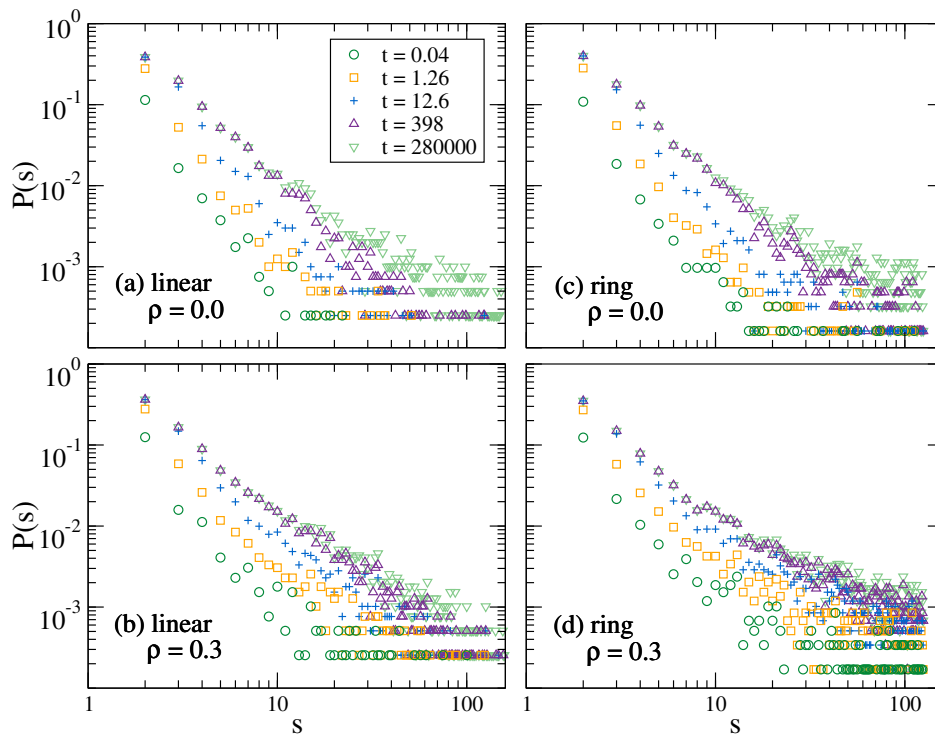 10^0
10^-1
10^-2
10^-3
P(s)
t = 0.04
t = 1.26
t = 12.6
t = 398
t = 280000
(a) linear
ρ = 0.0
(c) ring
ρ = 0.0
10^0
10^-1
10^-2
10^-3
P(s)
(b) linear
ρ = 0.3
(d) ring
ρ = 0.3
1 10 100
1 10 100
s
s